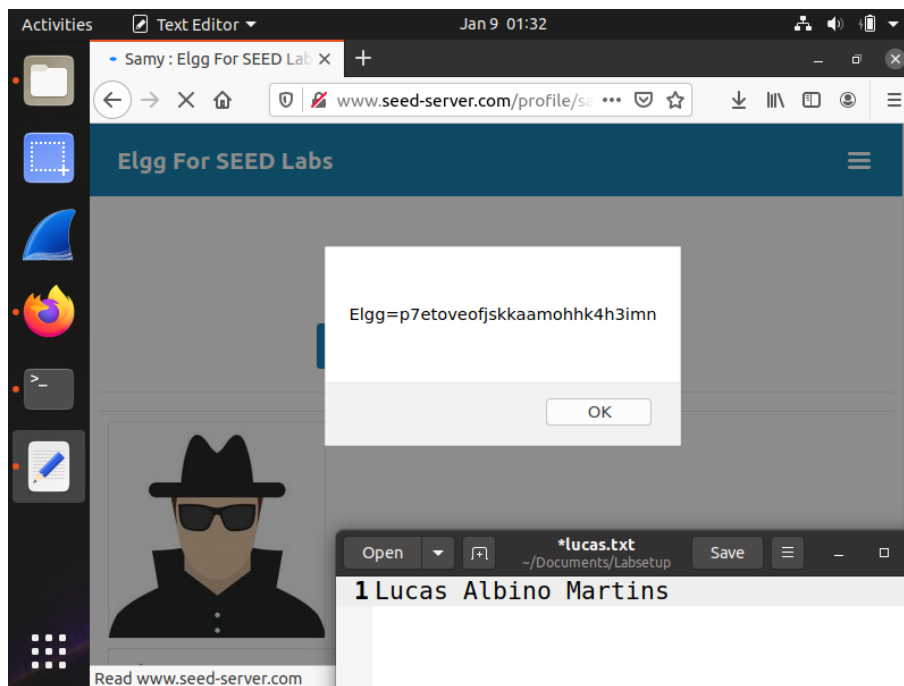 Activities Text Editor Jan 9 01:32
Samy : Elgg For SEED Lab
www.seed-server.com/profile/sa
Elgg For SEED Labs
Elgg=p7etoveofjskkaamohhk4h3imn
OK
Open *lucas.txt Save
~/Documents/Labsetup
1 Lucas Albino Martins
Read www.seed-server.com